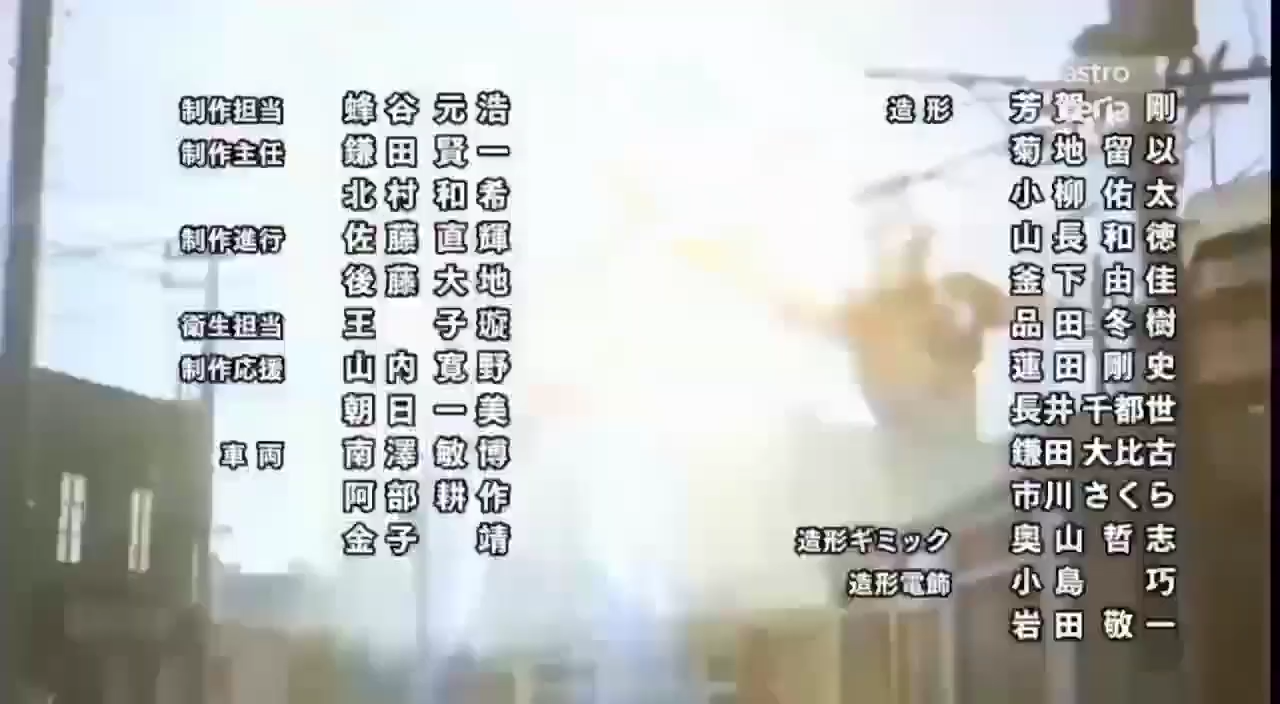 制作担当 蜂谷元浩
制作主任 鎌田賢一
北村和希
制作進行 佐藤直輝
後藤大地
衛生担当 王子璇
制作応援 山内寛野
朝日一美
車両 南澤敏博
阿部耕作
金子靖
astro
造形 芳賀 剛
菊地留以
小柳佑太
山長和徳
釜下由佳
品田冬樹
蓮田剛史
長井千都世
鎌田大比古
市川さくら
造形ギミック 奥山哲志
造形電飾 小島巧
岩田敬一